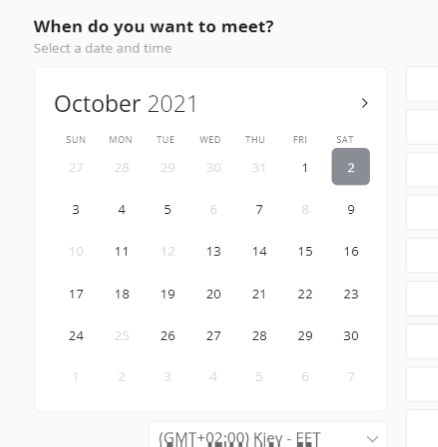 When do you want to meet?
Select a date and time
October 2021
SUN MON TUE WED THU FRI SAT
27 28 29 30 31 1 2
3 4 5 6 7 8 9
10 11 12 13 14 15 16
17 18 19 20 21 22 23
24 25 26 27 28 29 30
1 2 3 4 5 6 7
(GMT+02:00) Kiev - EET